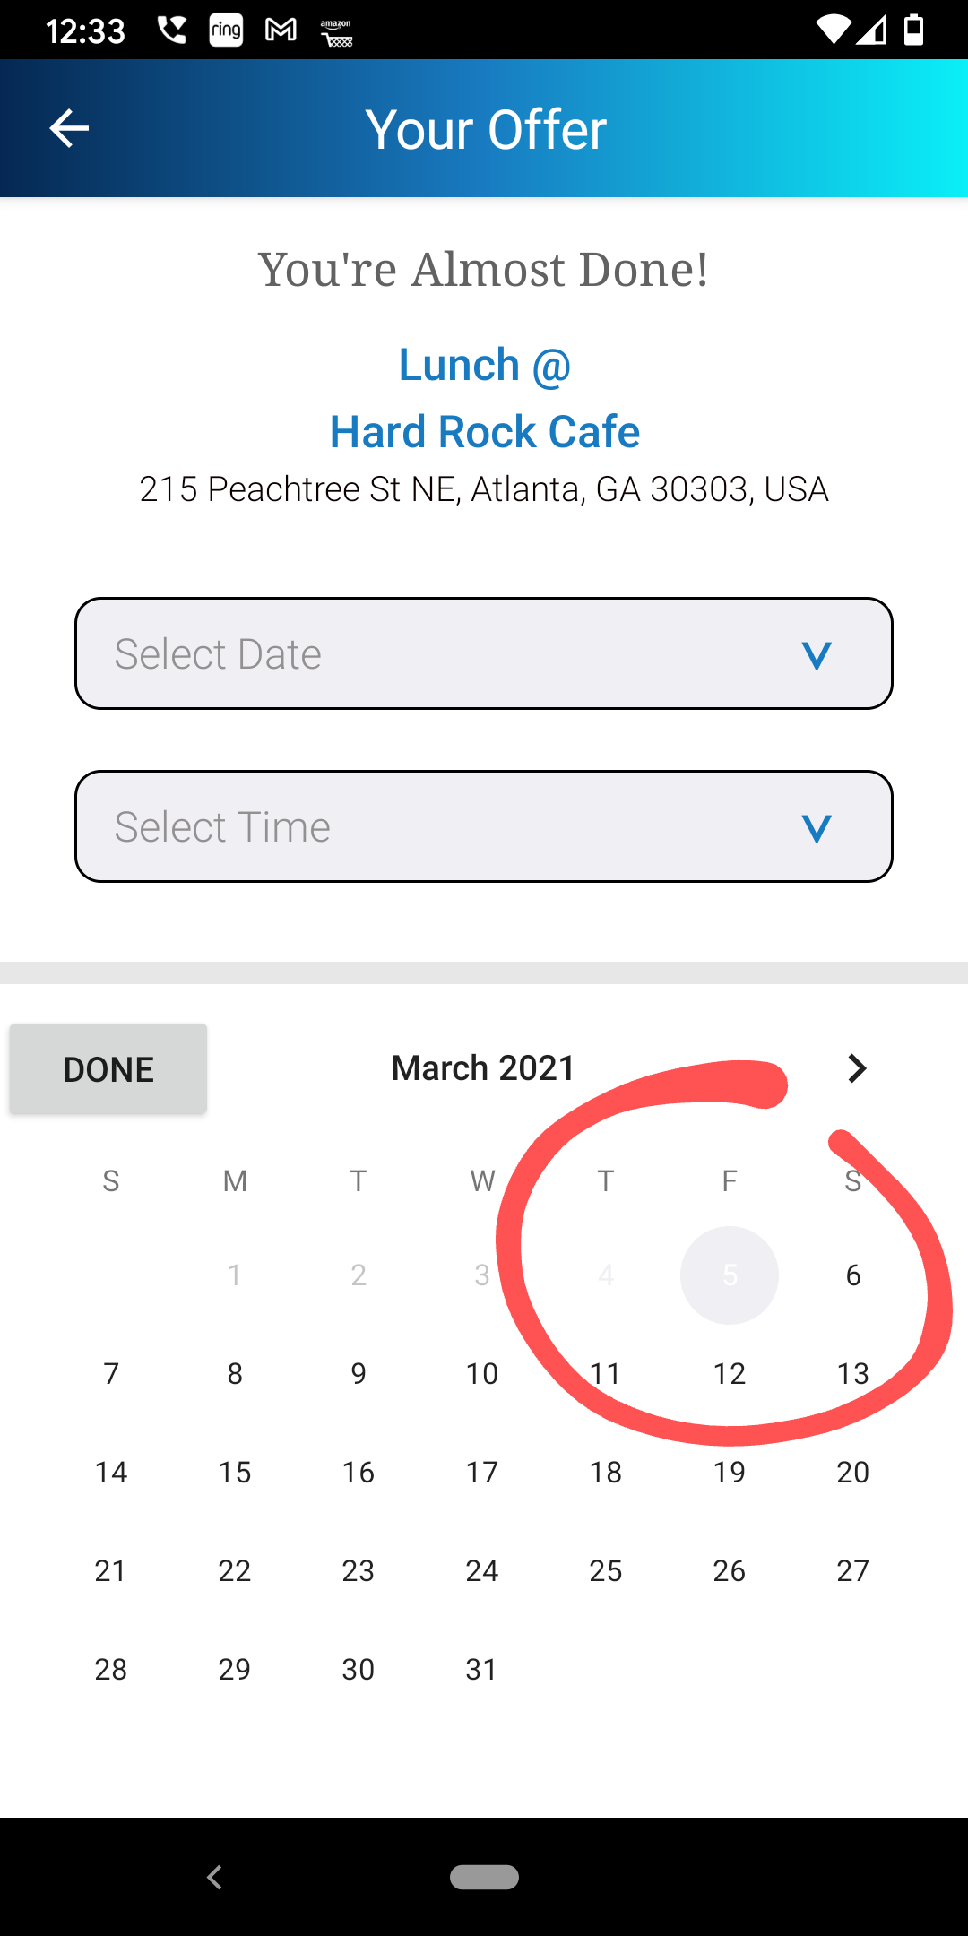 12:33 ring amazon
Your Offer
You're Almost Done!
Lunch @
Hard Rock Cafe
215 Peachtree St NE, Atlanta, GA 30303, USA
Select Date
Select Time
DONE March 2021
S M T W T F S
1 2 3 4 5 6
7 8 9 10 11 12 13
14 15 16 17 18 19 20
21 22 23 24 25 26 27
28 29 30 31